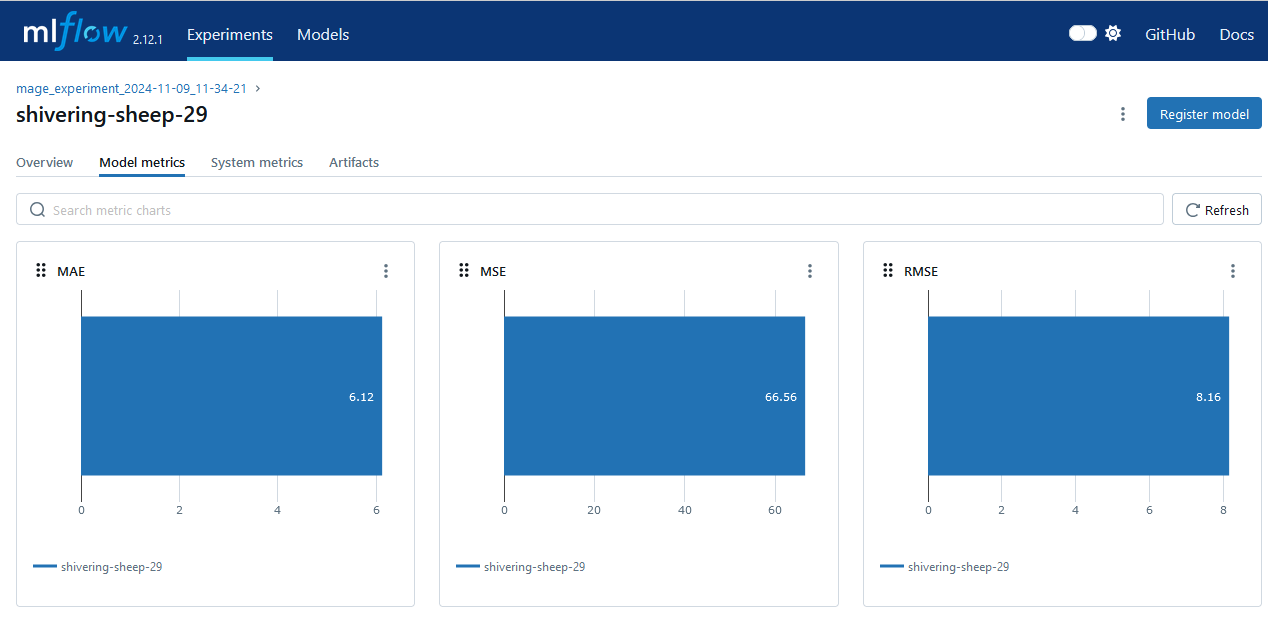 mlflow 2.12.1 Experiments Models GitHub Docs
mage_experiment_2024-11-09_11-34-21 >
shivering-sheep-29
Register model
Overview Model metrics System metrics Artifacts
Search metric charts
Refresh
MAE
6.12
0 2 4 6
shivering-sheep-29
MSE
66.56
0 20 40 60
shivering-sheep-29
RMSE
8.16
0 2 4 6 8
shivering-sheep-29